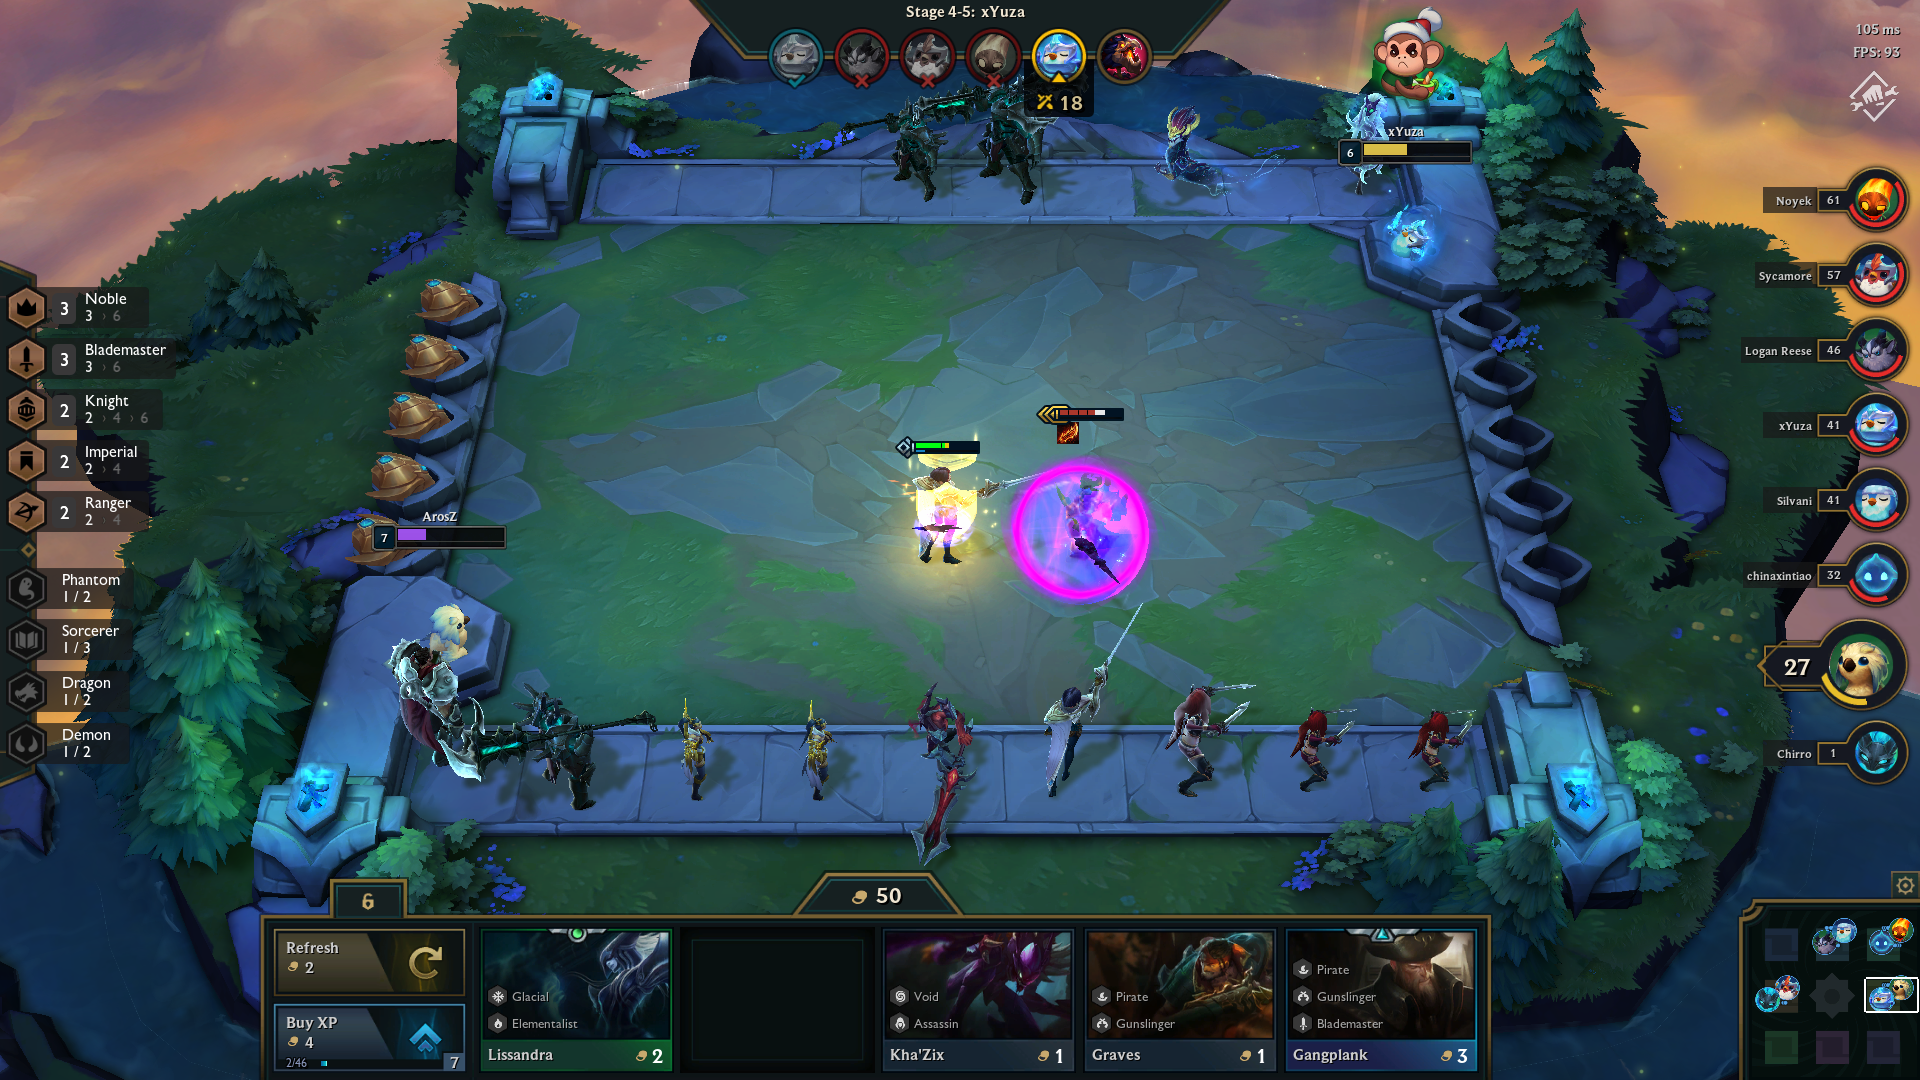 Stage 4-5: xYuza
105 ms
FPS: 93
18
xYuza
6
Noyek 61
Sycamore 57
Logan Reese 46
xYuza 41
Silvani 41
chinaxintiao 32
27
Chirro 1
3 Noble
3 › 6
3 Blademaster
3 › 6
2 Knight
2 › 4 › 6
2 Imperial
2 › 4
2 Ranger
2 › 4
Phantom
1 / 2
Sorcerer
1 / 3
Dragon
1 / 2
Demon
1 / 2
ArosZ
7
6
50
Refresh
2
Buy XP
4
2/46
7
Glacial
Elementalist
Lissandra 2
Void
Assassin
Kha'Zix 1
Pirate
Gunslinger
Graves 1
Pirate
Gunslinger
Blademaster
Gangplank 3